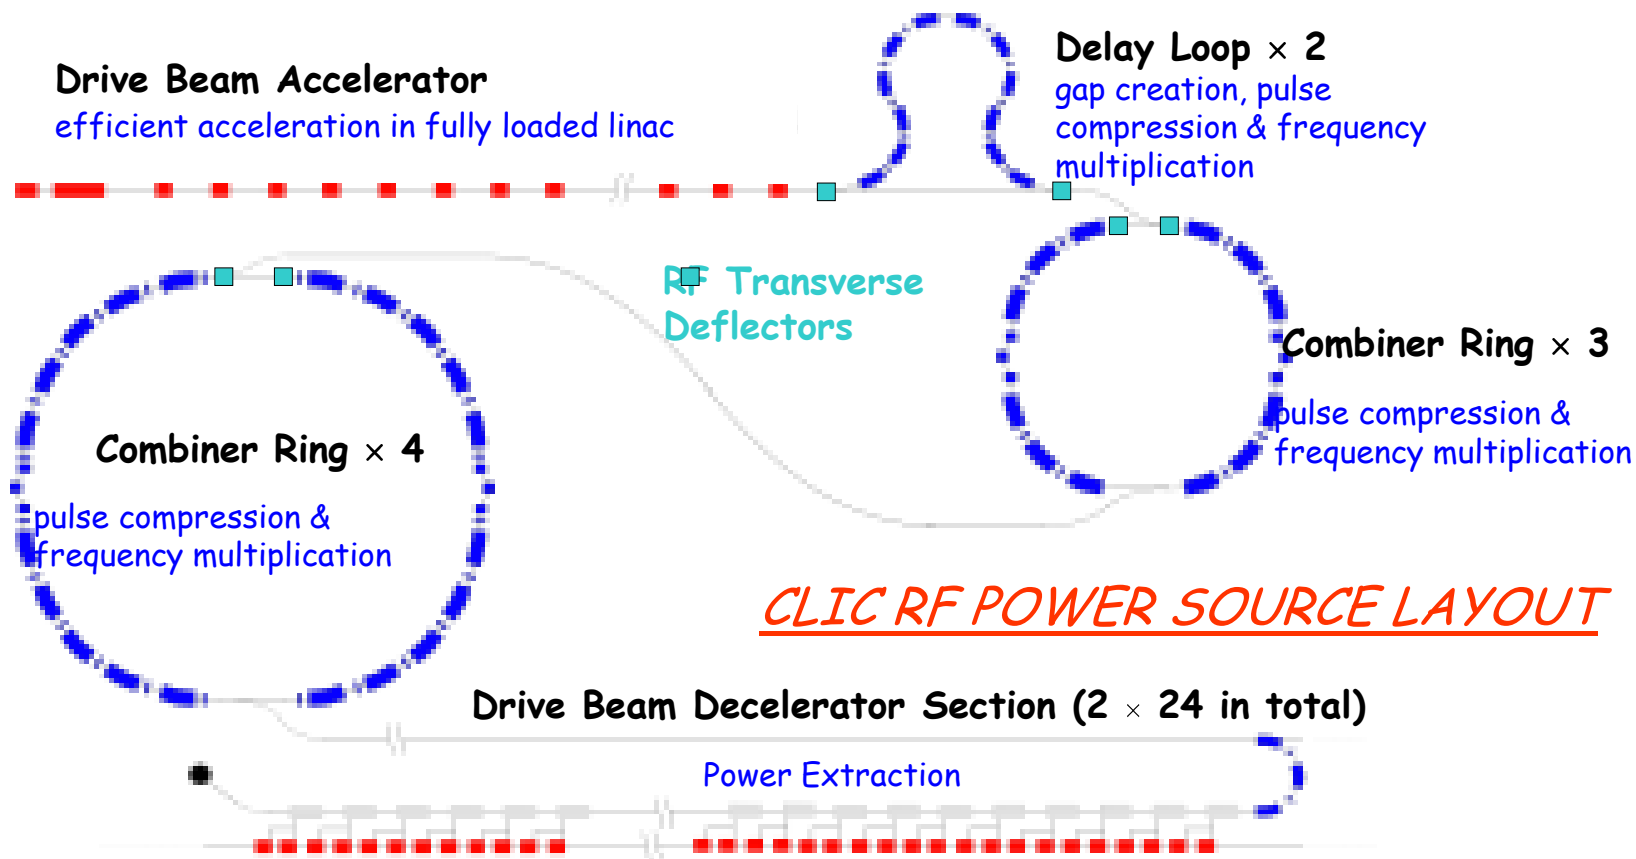 Delay Loop × 2
gap creation, pulse
compression & frequency
multiplication
Drive Beam Accelerator
efficient acceleration in fully loaded linac
RF Transverse
Deflectors
Combiner Ring × 3
pulse compression &
frequency multiplication
Combiner Ring × 4
pulse compression &
frequency multiplication
CLIC RF POWER SOURCE LAYOUT
Drive Beam Decelerator Section (2 × 24 in total)
Power Extraction